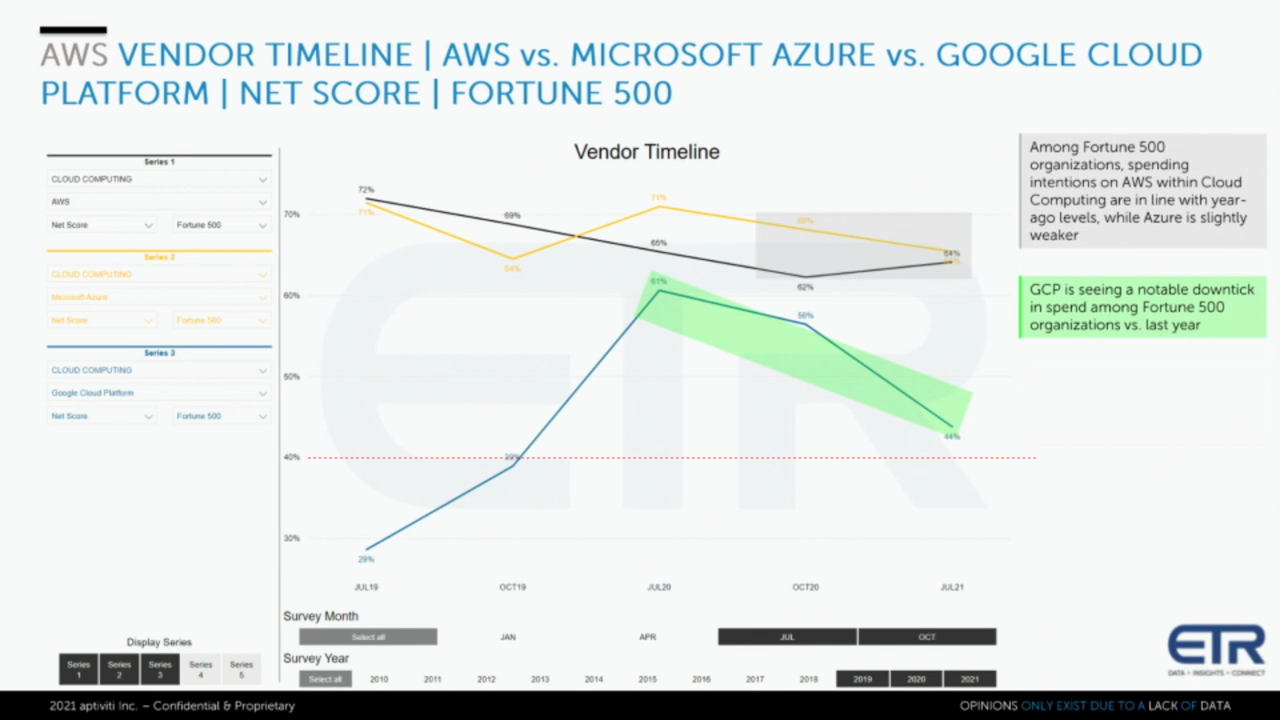 AWS VENDOR TIMELINE | AWS vs. MICROSOFT AZURE vs. GOOGLE CLOUD
PLATFORM | NET SCORE | FORTUNE 500
Series 1
CLOUD COMPUTING
AWS
Net Score Fortune 500
Series 2
CLOUD COMPUTING
Microsoft Azure
Net Score Fortune 500
Series 3
CLOUD COMPUTING
Google Cloud Platform
Net Score Fortune 500
Display Series
Series 1 Series 2 Series 3 Series 4 Series 5
Vendor Timeline
72%
71%
70%
69%
64%
71%
65%
68%
62%
64%
60%
61%
56%
50%
44%
40%
39%
30%
29%
JUL19 OCT19 JUL20 OCT20 JUL21
Survey Month
Select all JAN APR JUL OCT
Survey Year
Select all 2010 2011 2012 2013 2014 2015 2016 2017 2018 2019 2020 2021
Among Fortune 500
organizations, spending
intentions on AWS within Cloud
Computing are in line with year-
ago levels, while Azure is slightly
weaker
GCP is seeing a notable downtick
in spend among Fortune 500
organizations vs. last year
ETR
ETR
DATA • INSIGHTS • CONNECT
2021 aptiviti Inc. – Confidential & Proprietary
OPINIONS ONLY EXIST DUE TO A LACK OF DATA